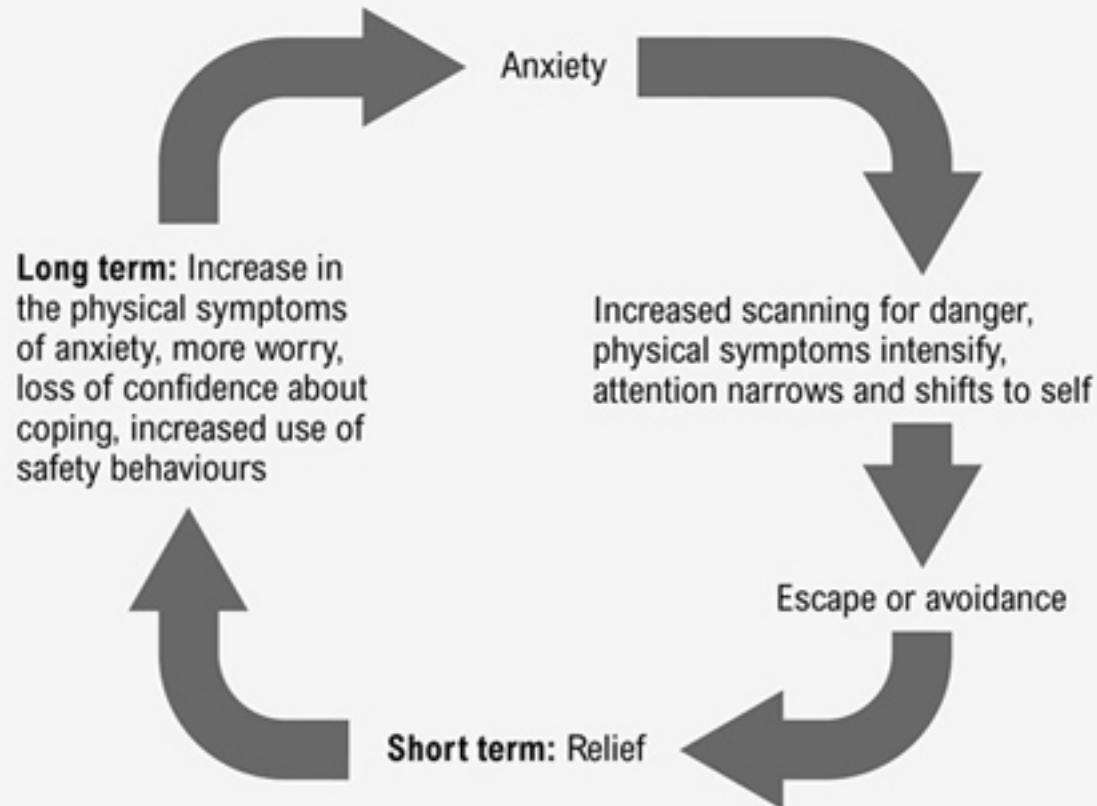 Anxiety
Increased scanning for danger,
physical symptoms intensify,
attention narrows and shifts to self
Escape or avoidance
Short term: Relief
Long term: Increase in
the physical symptoms
of anxiety, more worry,
loss of confidence about
coping, increased use of
safety behaviours